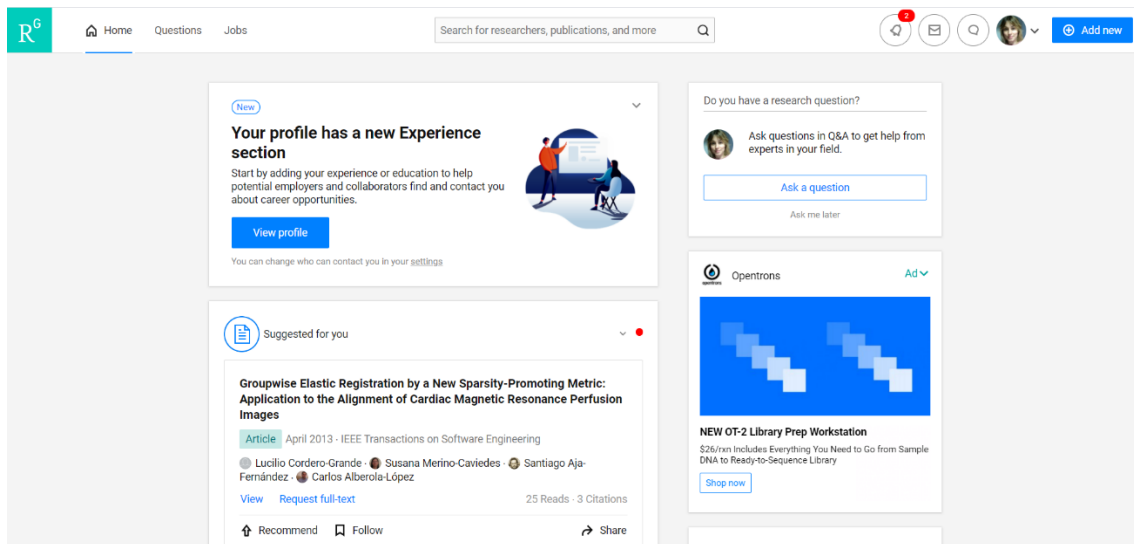 RG
Home Questions Jobs
Search for researchers, publications, and more
2
Add new
New
Your profile has a new Experience
section
Start by adding your experience or education to help
potential employers and collaborators find and contact you
about career opportunities.
View profile
You can change who can contact you in your settings
Suggested for you
Groupwise Elastic Registration by a New Sparsity-Promoting Metric:
Application to the Alignment of Cardiac Magnetic Resonance Perfusion
Images
Article April 2013 · IEEE Transactions on Software Engineering
Lucilio Cordero-Grande · Susana Merino-Caviedes · Santiago Aja-
Fernández · Carlos Alberola-López
View Request full-text 25 Reads · 3 Citations
Recommend Follow Share
Do you have a research question?
Ask questions in Q&A to get help from
experts in your field.
Ask a question
Ask me later
opentrons
Opentrons Ad
NEW OT-2 Library Prep Workstation
$26/rxn Includes Everything You Need to Go from Sample
DNA to Ready-to-Sequence Library
Shop now